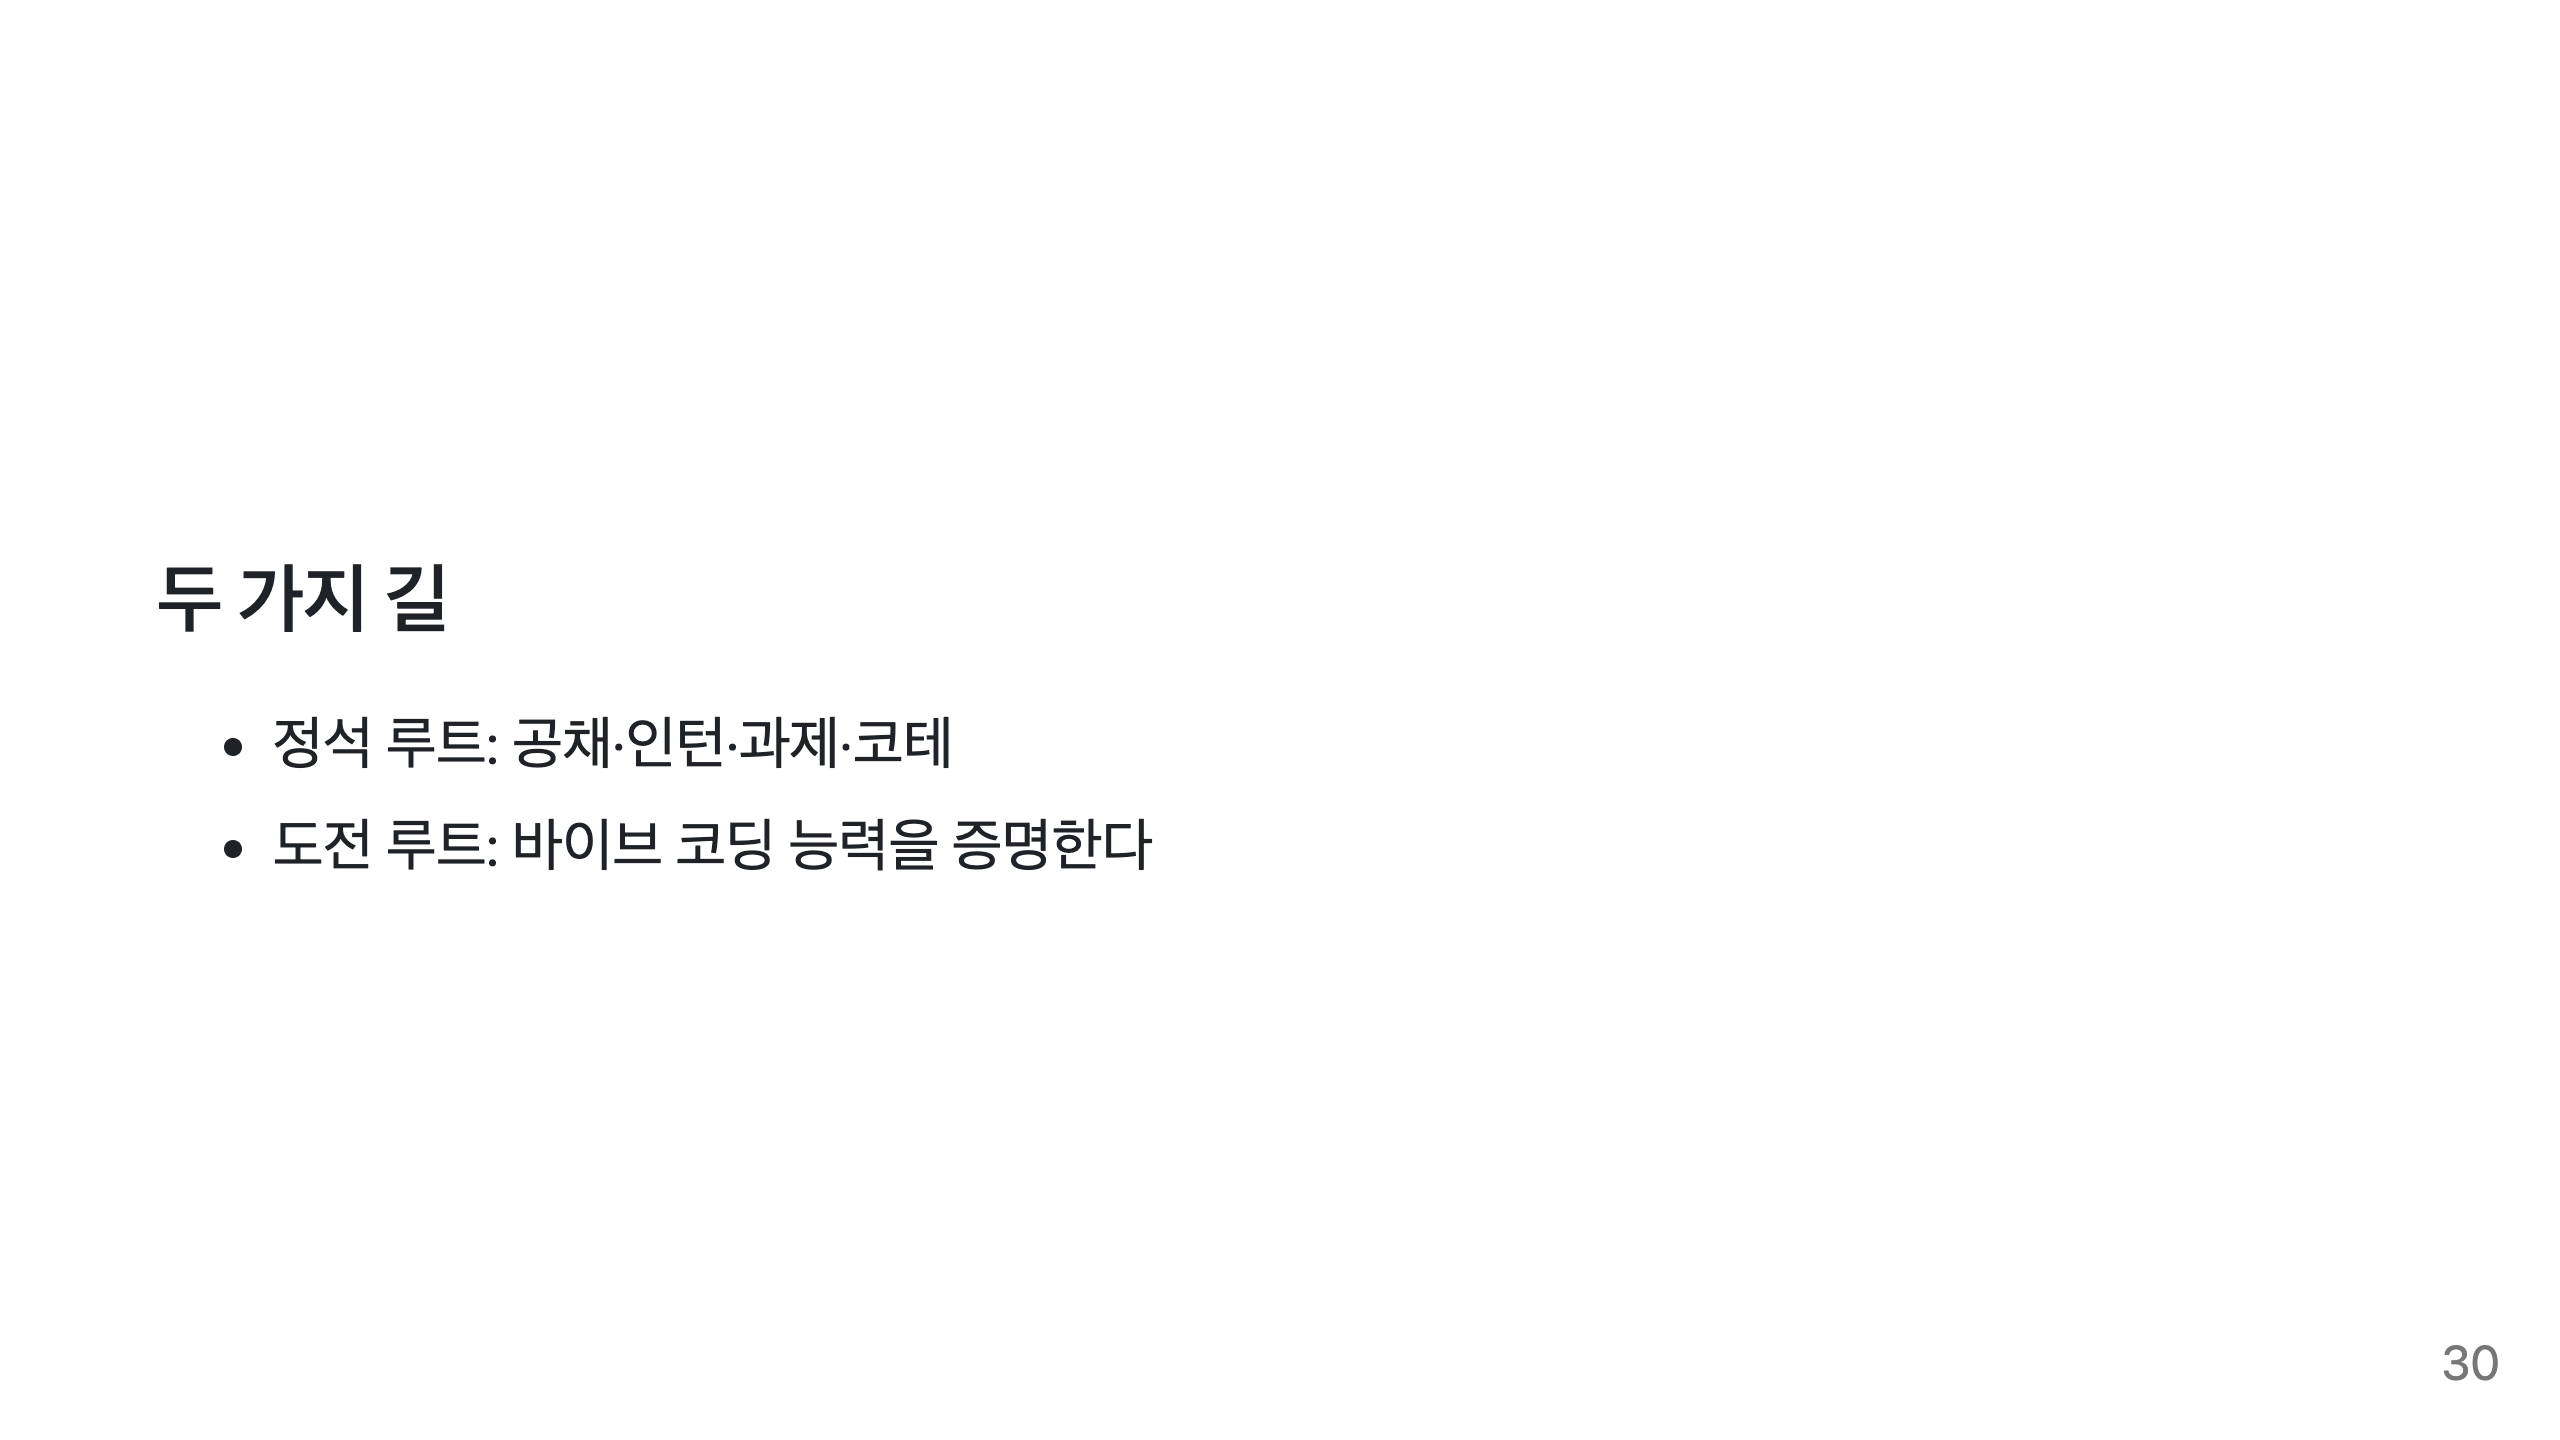 두 가지 길
• 정석 루트: 공채·인턴·과제·코테
• 도전 루트: 바이브 코딩 능력을 증명한다
30